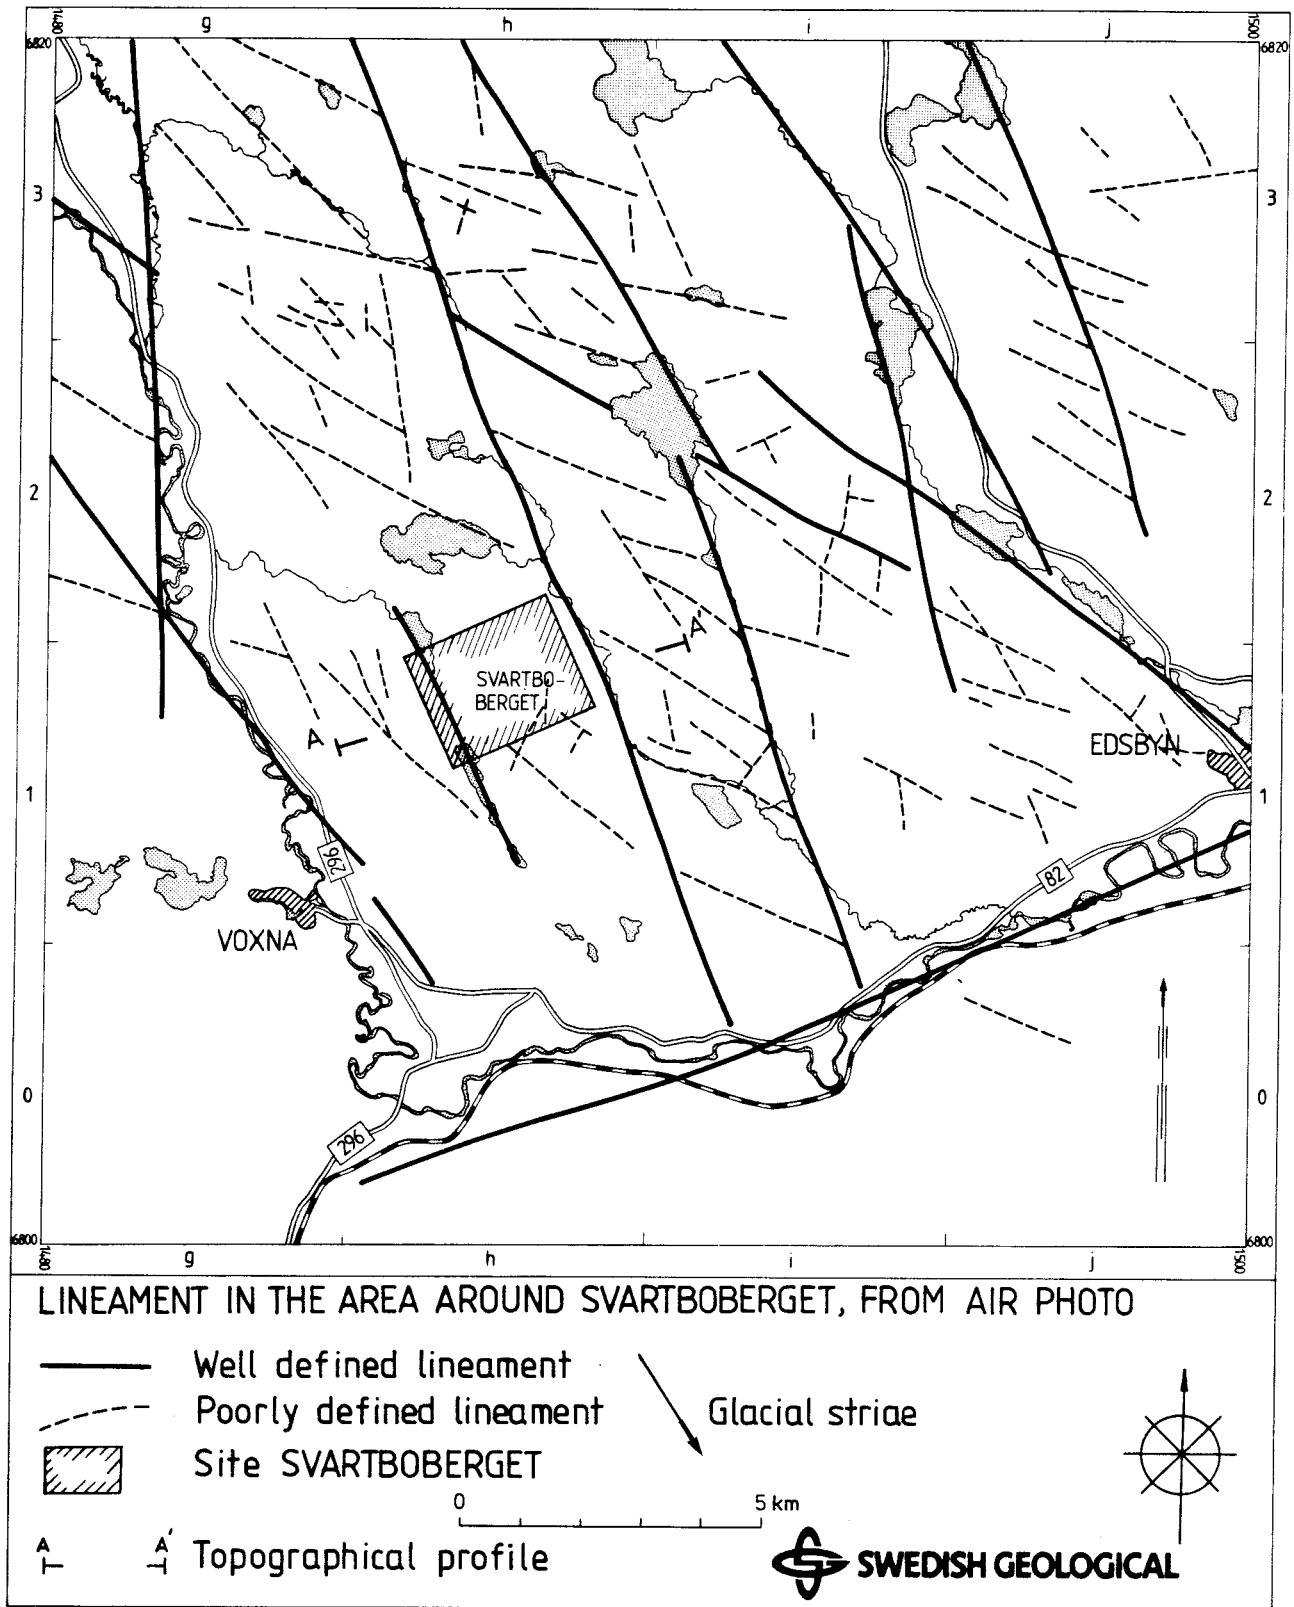 1480 g h i j 1500
6820 6820
3 3
2 2
SVARTBO-
BERGET
A A'
EDSBYN
1 1
296
82
VOXNA
0 0
296
6800 6800
1480 g h i j 1500
LINEAMENT IN THE AREA AROUND SVARTBOBERGET, FROM AIR PHOTO
Well defined lineament
Poorly defined lineament
Glacial striae
Site SVARTBOBERGET
0 5 km
A A' Topographical profile
SWEDISH GEOLOGICAL